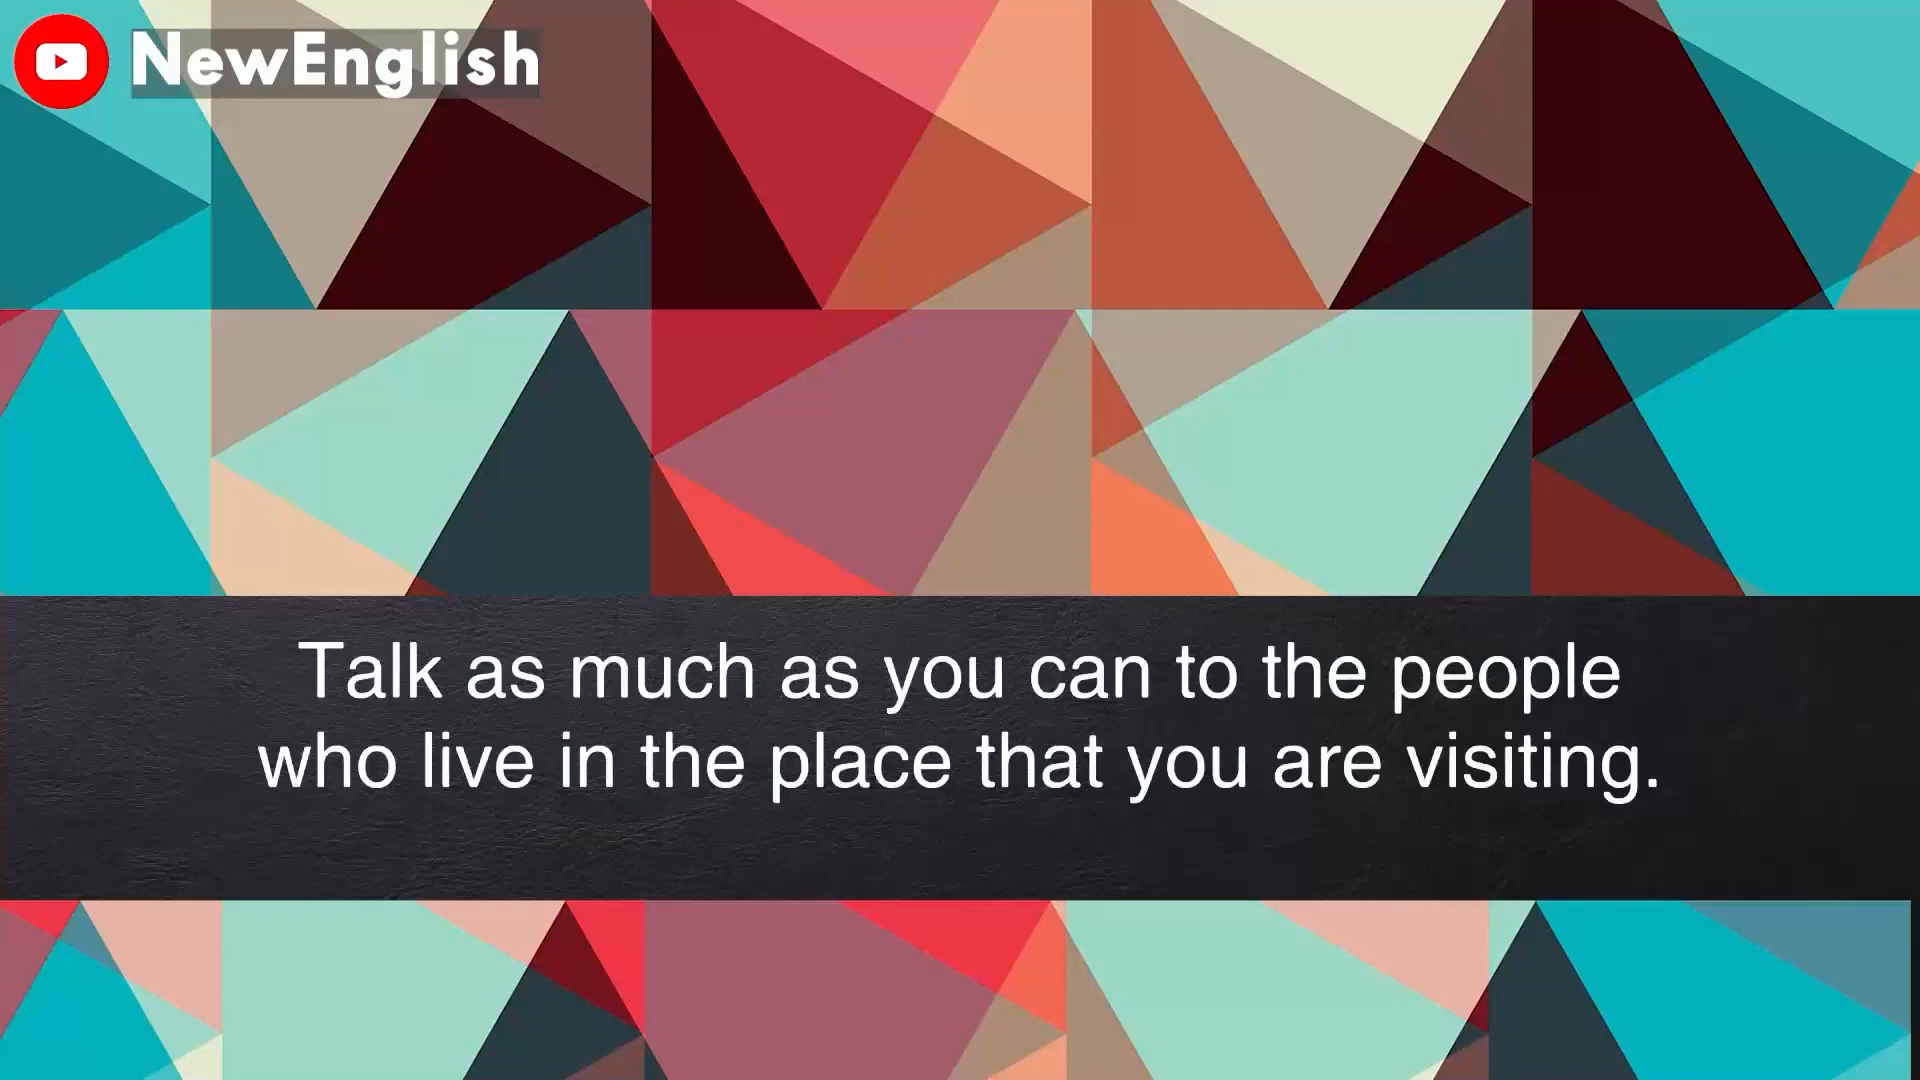 NewEnglish
Talk as much as you can to the people
who live in the place that you are visiting.